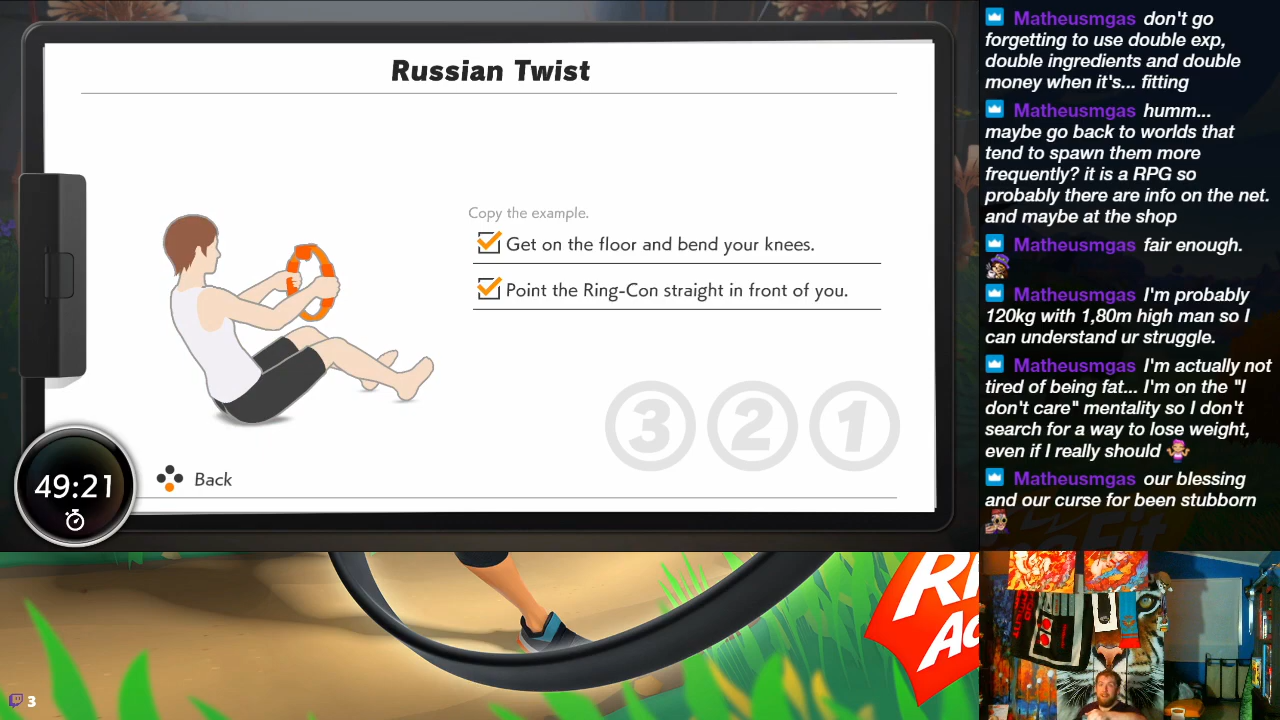 Russian Twist
Copy the example.
Get on the floor and bend your knees.
Point the Ring-Con straight in front of you.
3 2 1
49:21
Back
3
Matheusmgas don't go
forgetting to use double exp,
double ingredients and double
money when it's... fitting
Matheusmgas humm...
maybe go back to worlds that
tend to spawn them more
frequently? it is a RPG so
probably there are info on the net.
and maybe at the shop
Matheusmgas fair enough.
Matheusmgas I'm probably
120kg with 1,80m high man so I
can understand ur struggle.
Matheusmgas I'm actually not
tired of being fat... I'm on the "I
don't care" mentality so I don't
search for a way to lose weight,
even if I really should
Matheusmgas our blessing
and our curse for been stubborn